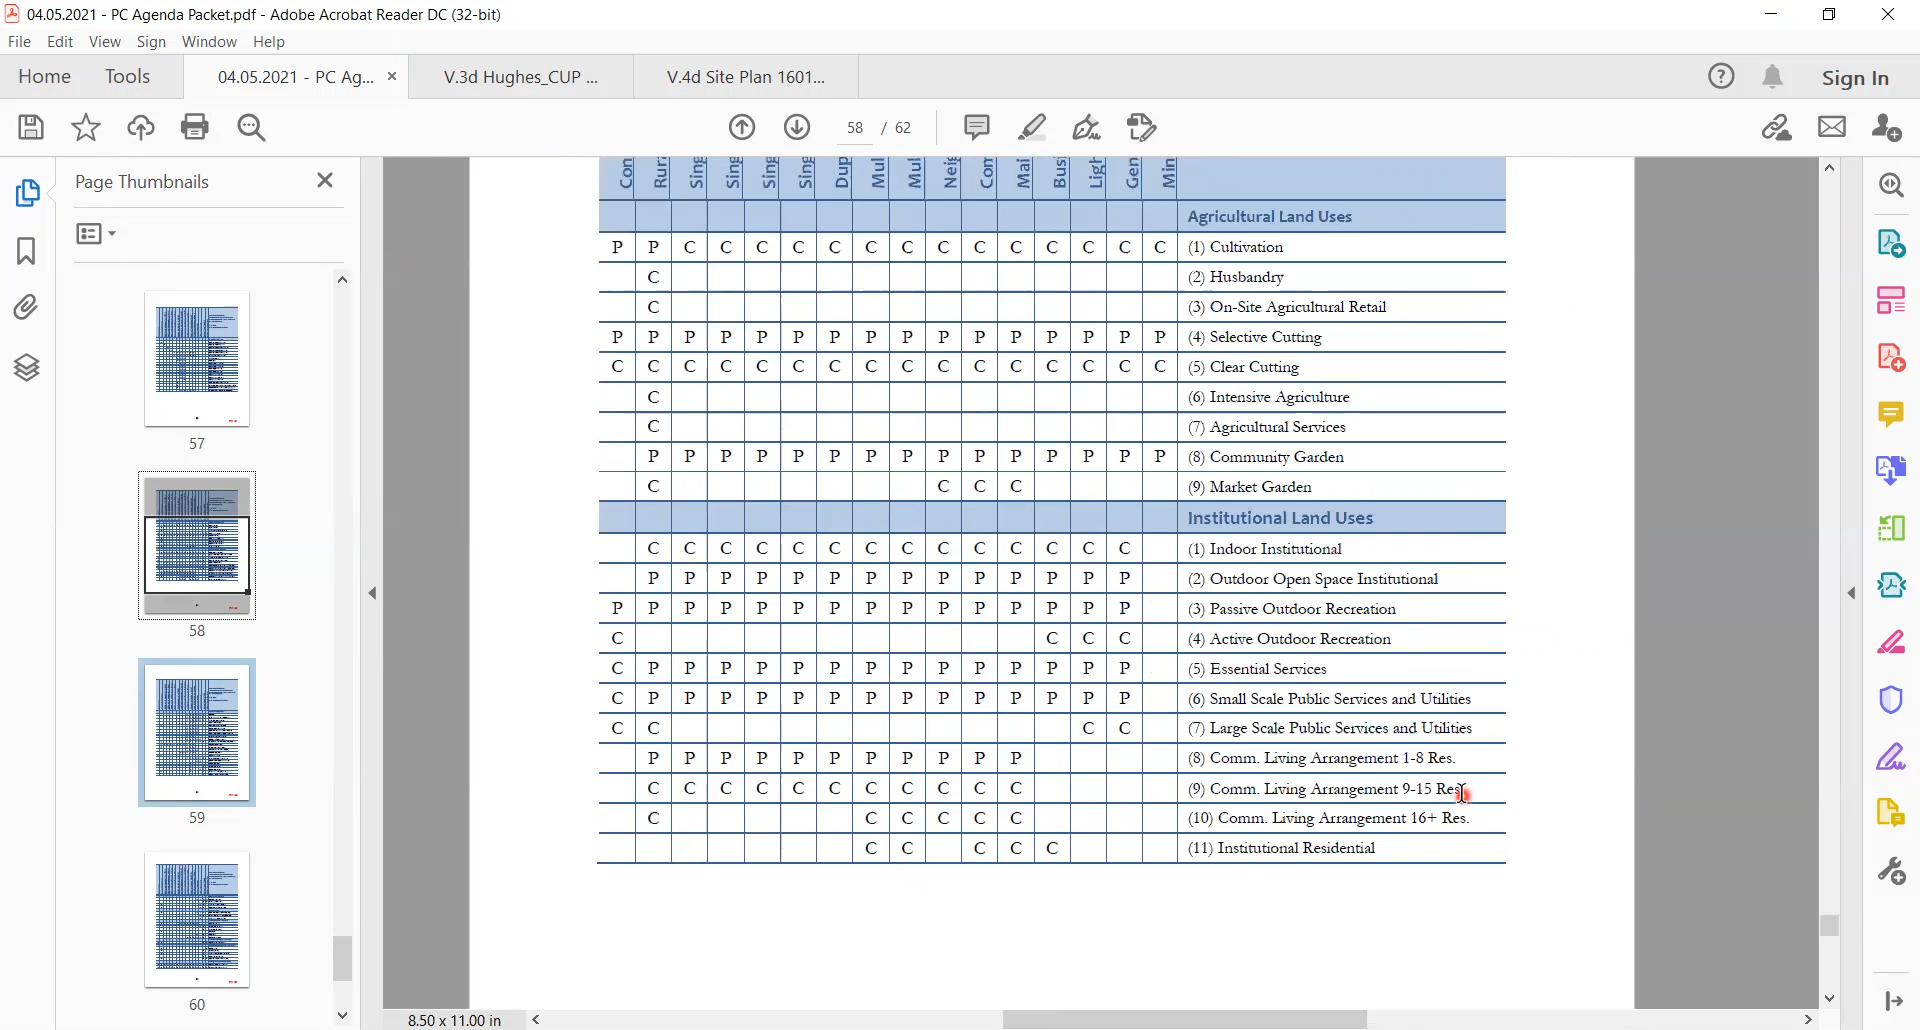 04.05.2021 - PC Agenda Packet.pdf - Adobe Acrobat Reader DC (32-bit)
File Edit View Sign Window Help
Home Tools 04.05.2021 - PC Ag... × V.3d Hughes_CUP ... V.4d Site Plan 1601... Sign In
58 / 62
Page Thumbnails
57
58
59
60
Con Rura Sing Sing Sing Sing Dup Mul Mul Neig Com Mai Busi Ligh Gen Min
Agricultural Land Uses
P P C C C C C C C C C C C C C C (1) Cultivation
C (2) Husbandry
C (3) On-Site Agricultural Retail
P P P P P P P P P P P P P P P P (4) Selective Cutting
C C C C C C C C C C C C C C C C (5) Clear Cutting
C (6) Intensive Agriculture
C (7) Agricultural Services
P P P P P P P P P P P P P P P (8) Community Garden
C C C C (9) Market Garden
Institutional Land Uses
C C C C C C C C C C C C C C (1) Indoor Institutional
P P P P P P P P P P P P P P (2) Outdoor Open Space Institutional
P P P P P P P P P P P P P P P (3) Passive Outdoor Recreation
C C C C (4) Active Outdoor Recreation
C P P P P P P P P P P P P P P (5) Essential Services
C P P P P P P P P P P P P P P (6) Small Scale Public Services and Utilities
C C C C (7) Large Scale Public Services and Utilities
P P P P P P P P P P P (8) Comm. Living Arrangement 1-8 Res.
C C C C C C C C C C C (9) Comm. Living Arrangement 9-15 Res.
C C C C C C (10) Comm. Living Arrangement 16+ Res.
C C C C C (11) Institutional Residential
8.50 x 11.00 in